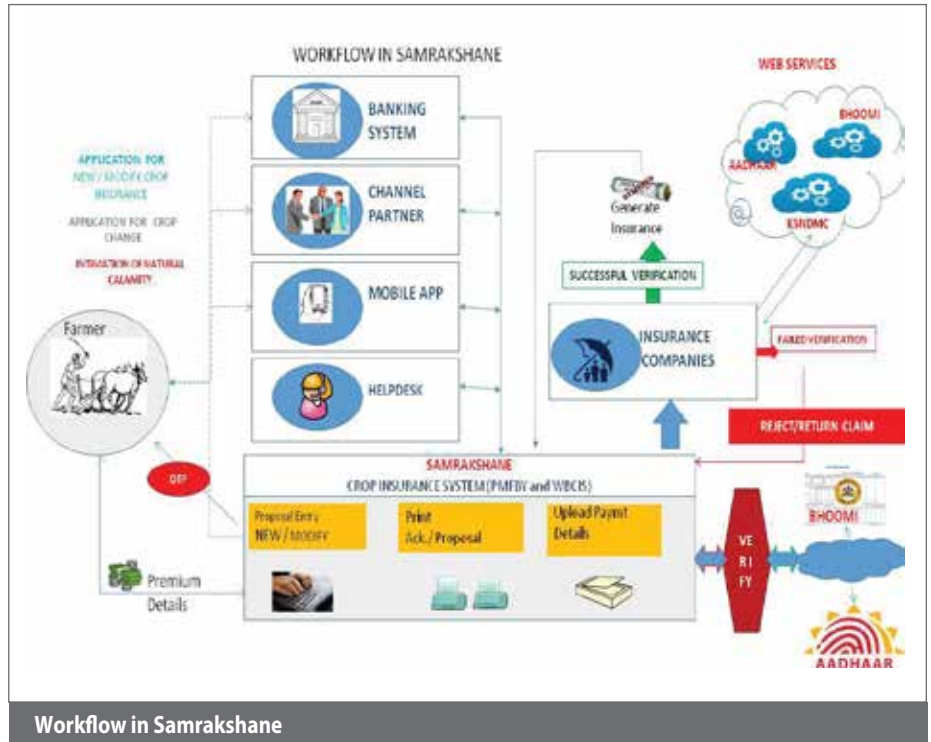 WORKFLOW IN SAMRAKSHANE
WEB SERVICES
BANKING
SYSTEM
BHOOMI
AADHAAR
KSNDMC
APPLICATION FOR
NEW / MODIFY CROP
INSURANCE
CHANNEL
PARTNER
Generate
Insurance
APPLICATION FOR CROP
CHANGE
INTIMATION OF NATURAL
CALAMITY
SUCCESSFUL VERIFICATION
MOBILE APP
Farmer
INSURANCE
COMPANIES
FAILED VERIFICATION
HELPDESK
REJECT/RETURN CLAIM
SAMRAKSHANE
CROP INSURANCE SYSTEM (PMFBY and WBCIS)
Proposal Entry
NEW / MODIFY
Print
Ack./ Proposal
Upload Paymt
Details
BHOOMI
VE
RI
FY
Premium
Details
AADHAAR
Workflow in Samrakshane